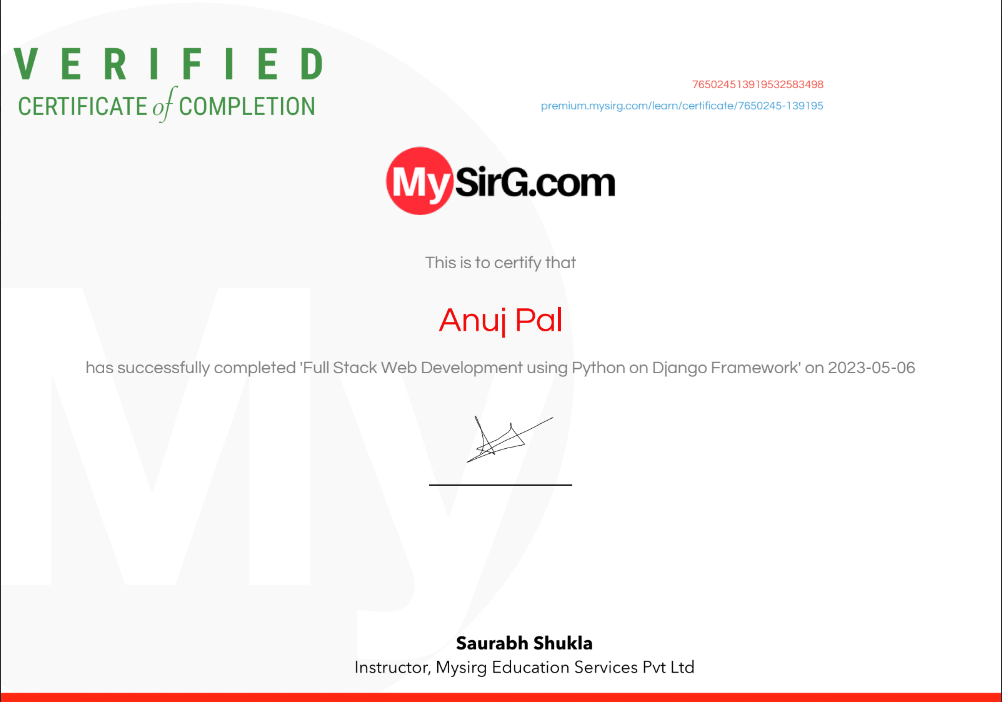 VERIFIED
CERTIFICATE of COMPLETION
765024513919532583498
premium.mysirg.com/learn/certificate/7650245-139195
MySirG.com
This is to certify that
Anuj Pal
has successfully completed 'Full Stack Web Development using Python on Django Framework' on 2023-05-06
Saurabh Shukla
Instructor, Mysirg Education Services Pvt Ltd
My